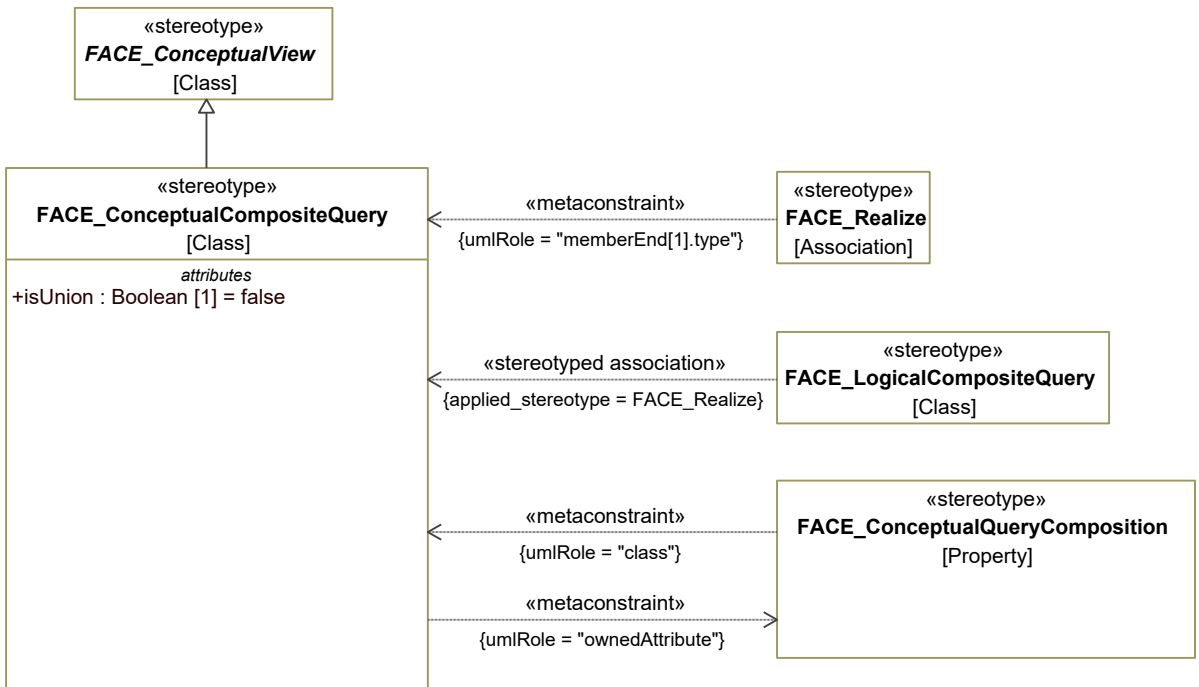 «stereotype»
FACE_ConceptualView
[Class]
«stereotype»
FACE_ConceptualCompositeQuery
[Class]
attributes
+isUnion : Boolean [1] = false
«metaconstraint»
{umlRole = "memberEnd[1].type"}
«stereotype»
FACE_Realize
[Association]
«stereotyped association»
{applied_stereotype = FACE_Realize}
«stereotype»
FACE_LogicalCompositeQuery
[Class]
«metaconstraint»
{umlRole = "class"}
«stereotype»
FACE_ConceptualQueryComposition
[Property]
«metaconstraint»
{umlRole = "ownedAttribute"}